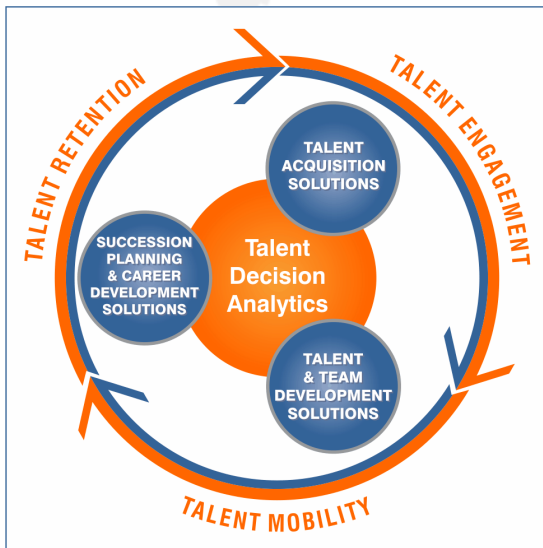 TALENT RETENTION
TALENT ENGAGEMENT
TALENT
ACQUISITION
SOLUTIONS
SUCCESSION
PLANNING
& CAREER
DEVELOPMENT
SOLUTIONS
Talent
Decision
Analytics
TALENT
& TEAM
DEVELOPMENT
SOLUTIONS
TALENT MOBILITY